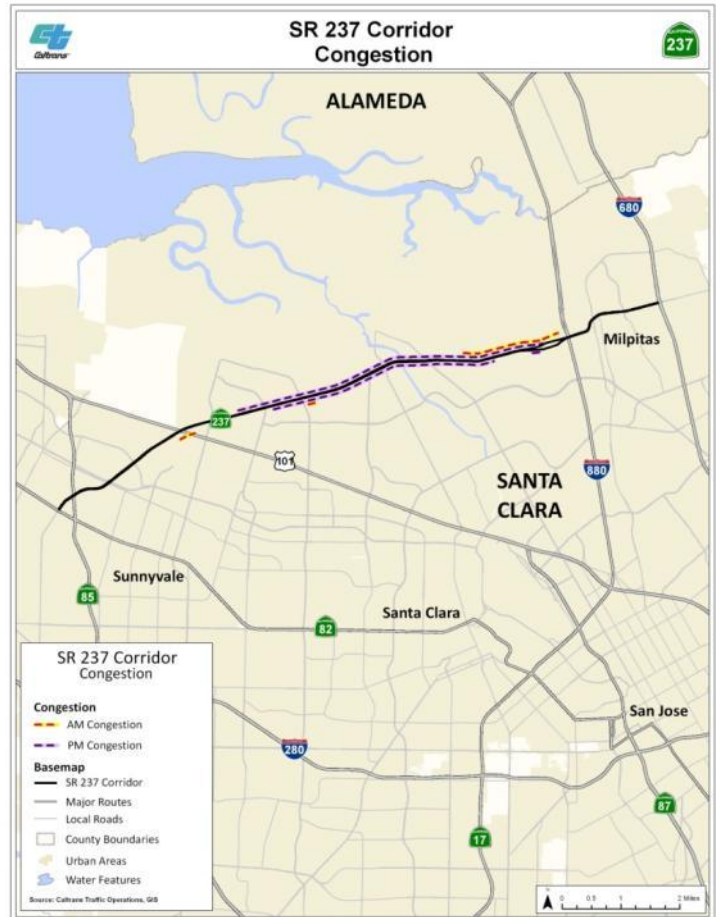 Caltrans
SR 237 Corridor
Congestion
CALIFORNIA
237
ALAMEDA
680
Milpitas
237
101
880
SANTA
CLARA
Sunnyvale
85
Santa Clara
82
San Jose
280
87
17
SR 237 Corridor
Congestion
Congestion
AM Congestion
PM Congestion
Basemap
SR 237 Corridor
Major Routes
Local Roads
County Boundaries
Urban Areas
Water Features
Source: Caltrans Traffic Operations, GIS
N
0 0.5 1 2 Miles